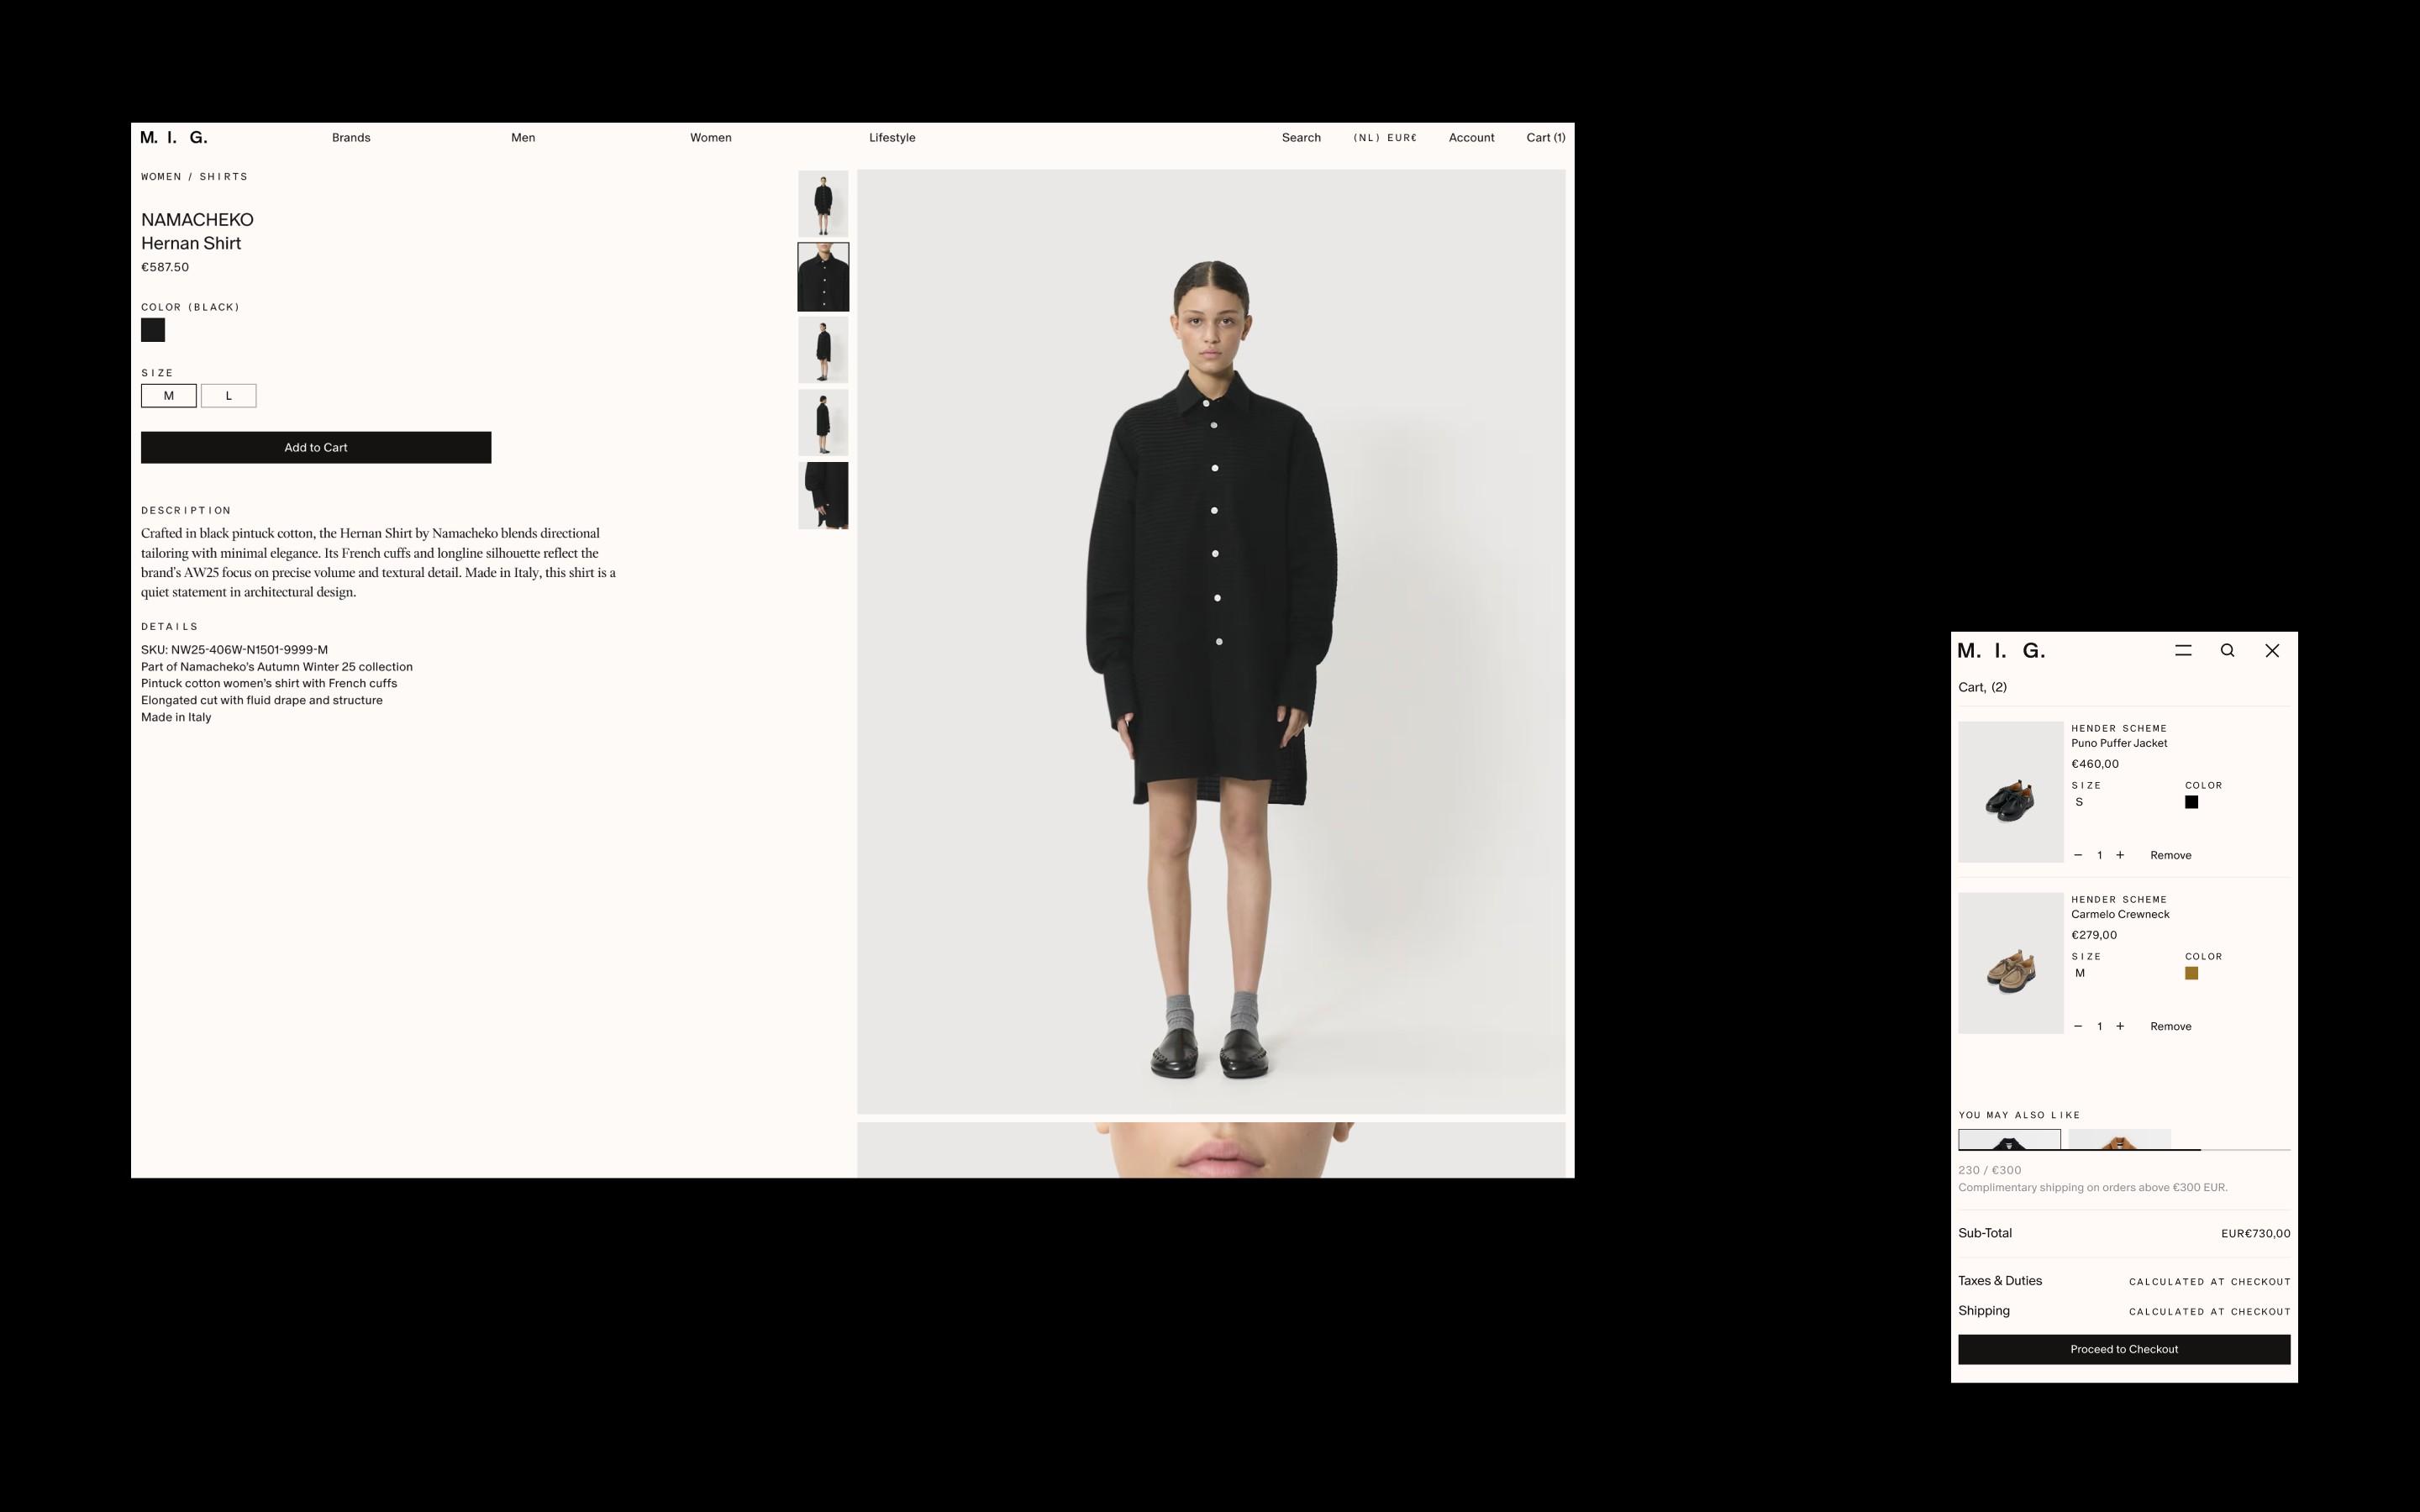 M. I. G.
Brands
Men
Women
Lifestyle
Search
(NL) EUR€
Account
Cart (1)
WOMEN / SHIRTS
NAMACHEKO
Hernan Shirt
€587.50
COLOR (BLACK)
SIZE
M
L
Add to Cart
DESCRIPTION
Crafted in black pintuck cotton, the Hernan Shirt by Namacheko blends directional
tailoring with minimal elegance. Its French cuffs and longline silhouette reflect the
brand's AW25 focus on precise volume and textural detail. Made in Italy, this shirt is a
quiet statement in architectural design.
DETAILS
SKU: NW25-406W-N1501-9999-M
Part of Namacheko's Autumn Winter 25 collection
Pintuck cotton women's shirt with French cuffs
Elongated cut with fluid drape and structure
Made in Italy
M. I. G.
Cart, (2)
HENDER SCHEME
Puno Puffer Jacket
€460,00
SIZE COLOR
S
− 1 + Remove
HENDER SCHEME
Carmelo Crewneck
€279,00
SIZE COLOR
M
− 1 + Remove
YOU MAY ALSO LIKE
230 / €300
Complimentary shipping on orders above €300 EUR.
Sub-Total EUR€730,00
Taxes & Duties CALCULATED AT CHECKOUT
Shipping CALCULATED AT CHECKOUT
Proceed to Checkout